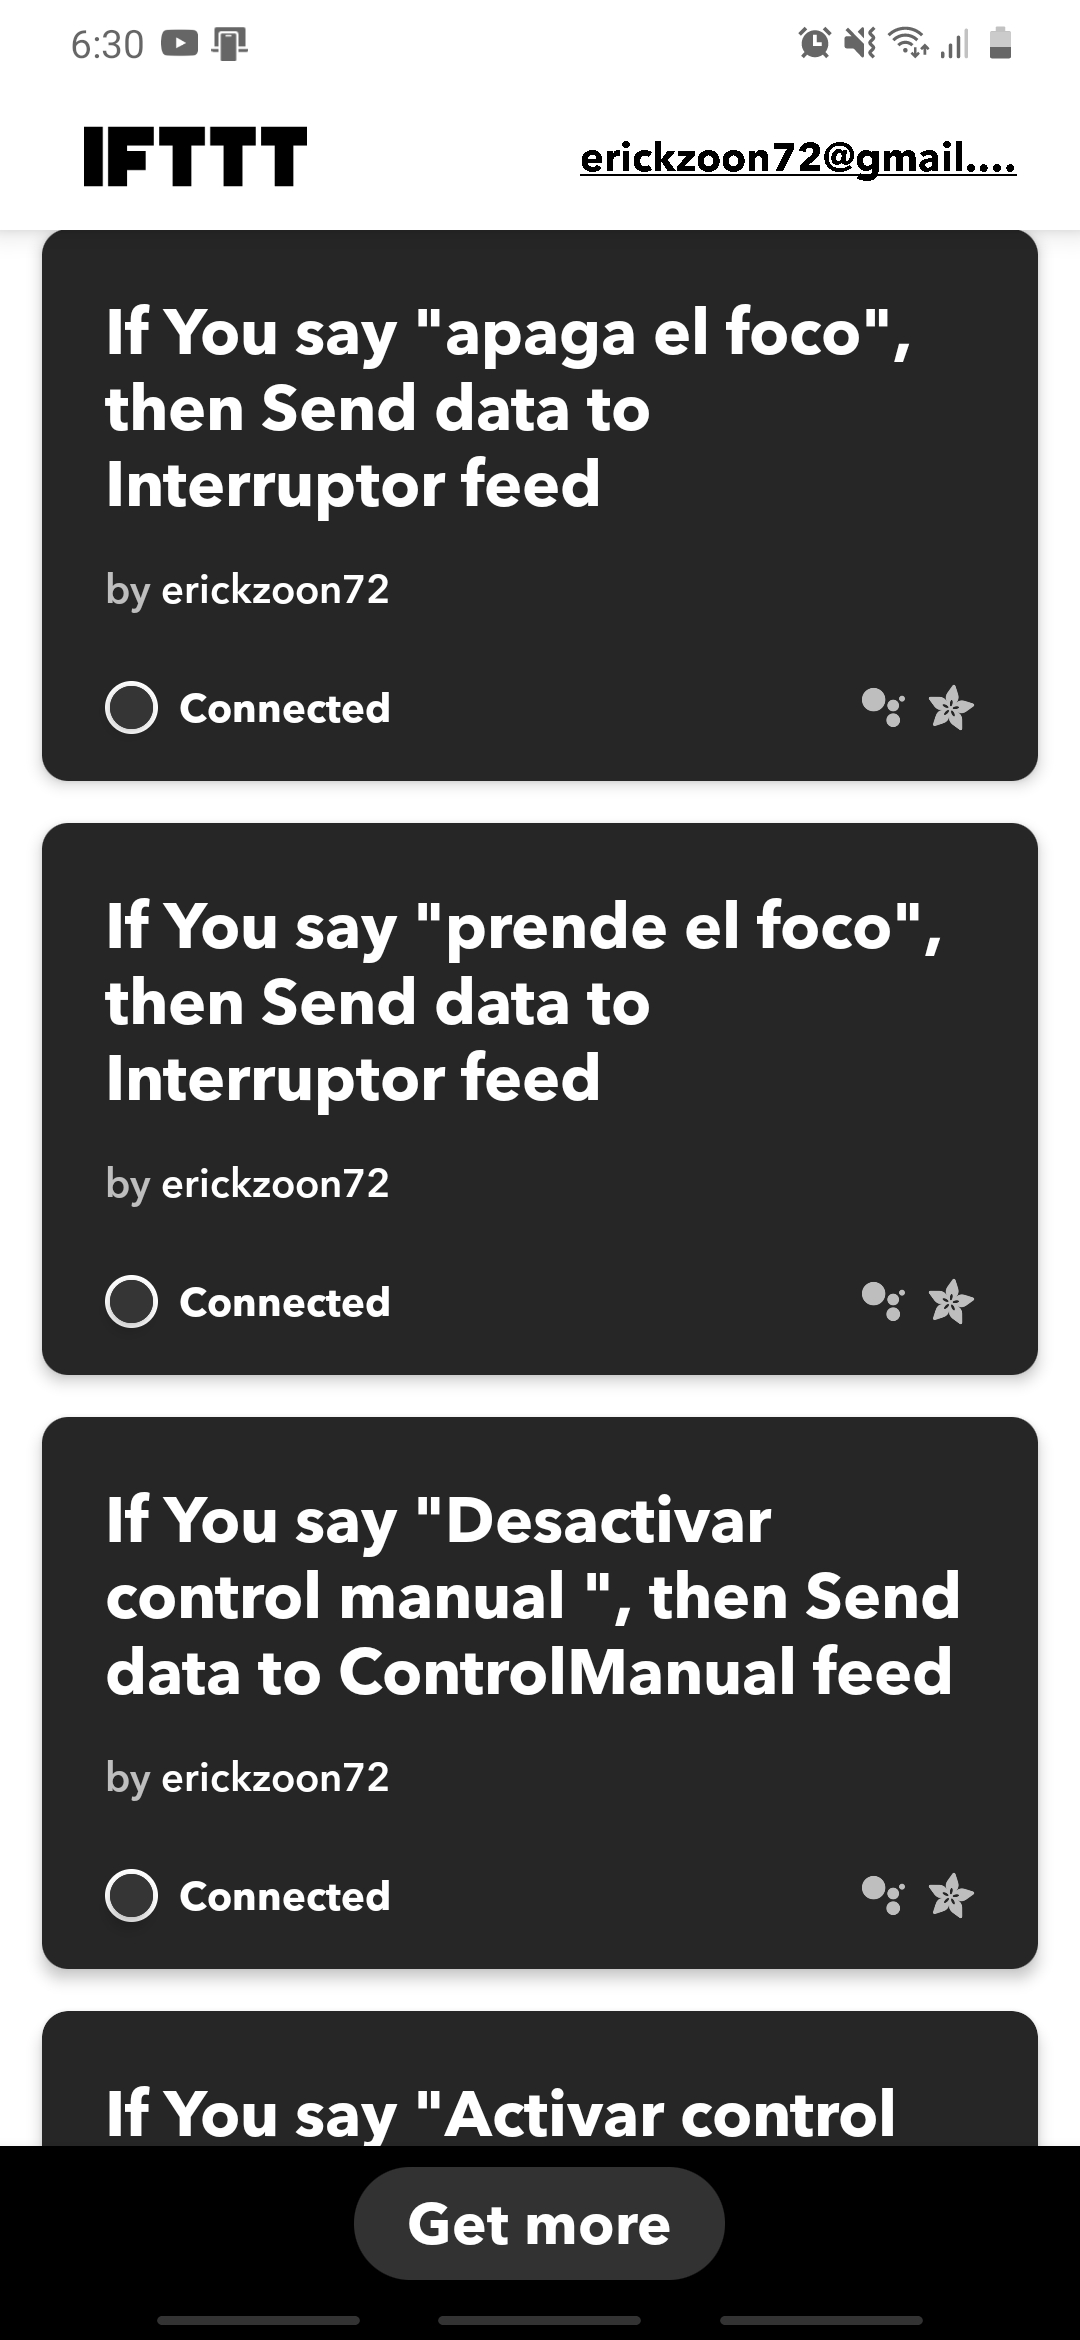 6:30
IFTTT
erickzoon72@gmail....
If You say "apaga el foco",
then Send data to
Interruptor feed
by erickzoon72
Connected
If You say "prende el foco",
then Send data to
Interruptor feed
by erickzoon72
Connected
If You say "Desactivar
control manual ", then Send
data to ControlManual feed
by erickzoon72
Connected
If You say "Activar control
Get more